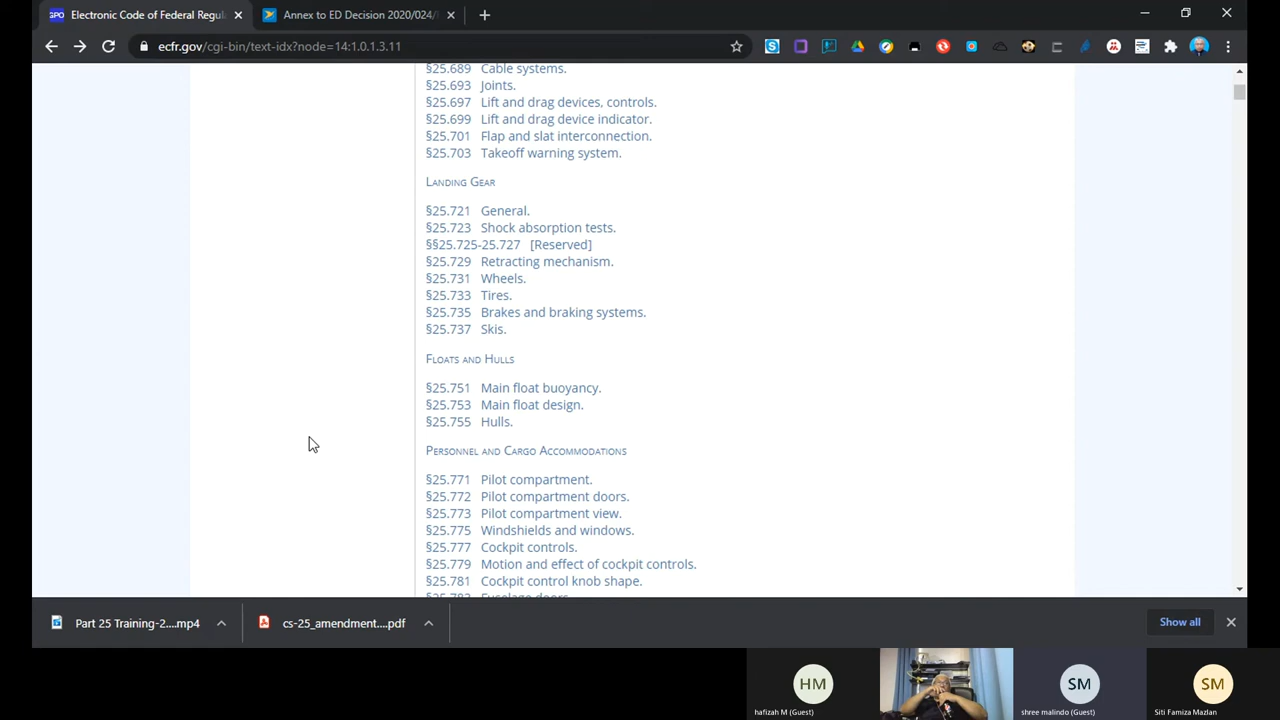 Electronic Code of Federal Regula
Annex to ED Decision 2020/024/
ecfr.gov/cgi-bin/text-idx?node=14:1.0.1.3.11
§25.689 Cable systems.
§25.693 Joints.
§25.697 Lift and drag devices, controls.
§25.699 Lift and drag device indicator.
§25.701 Flap and slat interconnection.
§25.703 Takeoff warning system.
LANDING GEAR
§25.721 General.
§25.723 Shock absorption tests.
§§25.725-25.727 [Reserved]
§25.729 Retracting mechanism.
§25.731 Wheels.
§25.733 Tires.
§25.735 Brakes and braking systems.
§25.737 Skis.
FLOATS AND HULLS
§25.751 Main float buoyancy.
§25.753 Main float design.
§25.755 Hulls.
PERSONNEL AND CARGO ACCOMMODATIONS
§25.771 Pilot compartment.
§25.772 Pilot compartment doors.
§25.773 Pilot compartment view.
§25.775 Windshields and windows.
§25.777 Cockpit controls.
§25.779 Motion and effect of cockpit controls.
§25.781 Cockpit control knob shape.
§25.783 Fuselage doors.
Part 25 Training-2....mp4
cs-25_amendment....pdf
Show all
HM
SM
SM
hafizah M (Guest)
shree malindo (Guest)
Siti Famiza Mazlan